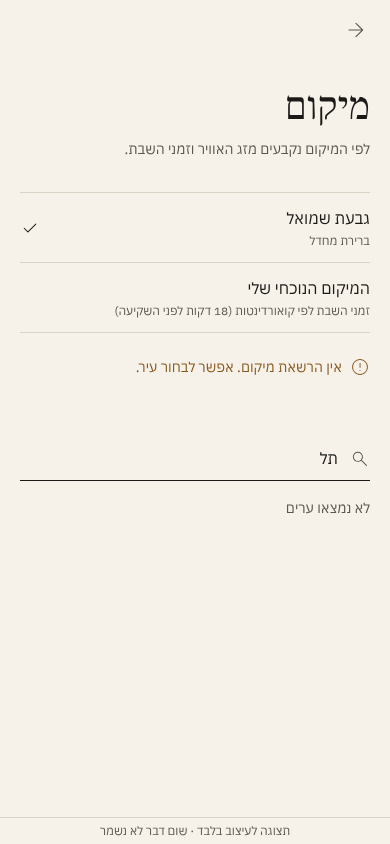 מיקום
לפי המיקום נקבעים מזג האוויר וזמני השבת.
גבעת שמואל
ברירת מחדל
המיקום הנוכחי שלי
זמני השבת לפי קואורדינטות (18 דקות לפני השקיעה)
אין הרשאת מיקום. אפשר לבחור עיר.
תל
לא נמצאו ערים
תצוגה לעיצוב בלבד · שום דבר לא נשמר